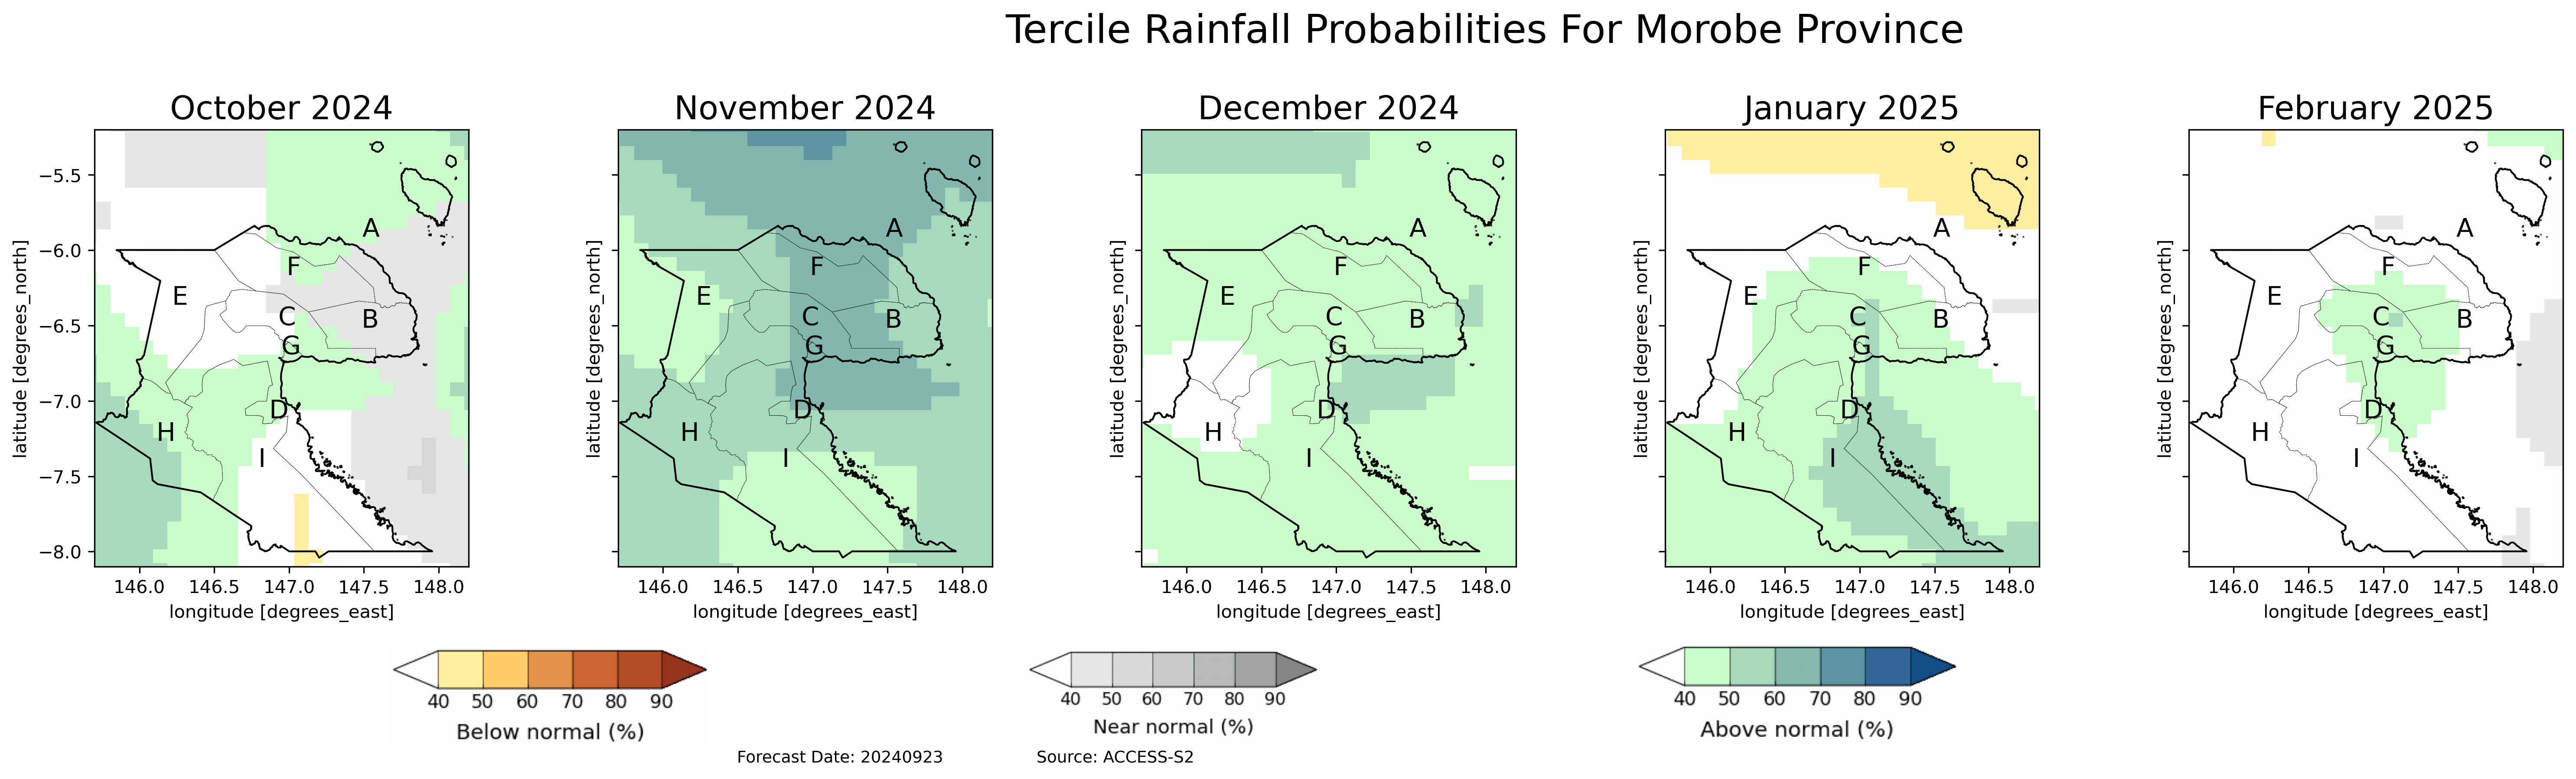 Tercile Rainfall Probabilities For Morobe Province
October 2024
November 2024
December 2024
January 2025
February 2025
latitude [degrees_north]
−5.5
−6.0
−6.5
−7.0
−7.5
−8.0
A
F
E
C
B
G
D
H
I
146.0 146.5 147.0 147.5 148.0
longitude [degrees_east]
latitude [degrees_north]
A
F
E
C
B
G
D
H
I
146.0 146.5 147.0 147.5 148.0
longitude [degrees_east]
latitude [degrees_north]
A
F
E
C
B
G
D
H
I
146.0 146.5 147.0 147.5 148.0
longitude [degrees_east]
latitude [degrees_north]
A
F
E
C
B
G
D
H
I
146.0 146.5 147.0 147.5 148.0
longitude [degrees_east]
latitude [degrees_north]
A
F
E
C
B
G
D
H
I
146.0 146.5 147.0 147.5 148.0
longitude [degrees_east]
40 50 60 70 80 90
Below normal (%)
40 50 60 70 80 90
Near normal (%)
40 50 60 70 80 90
Above normal (%)
Forecast Date: 20240923
Source: ACCESS-S2